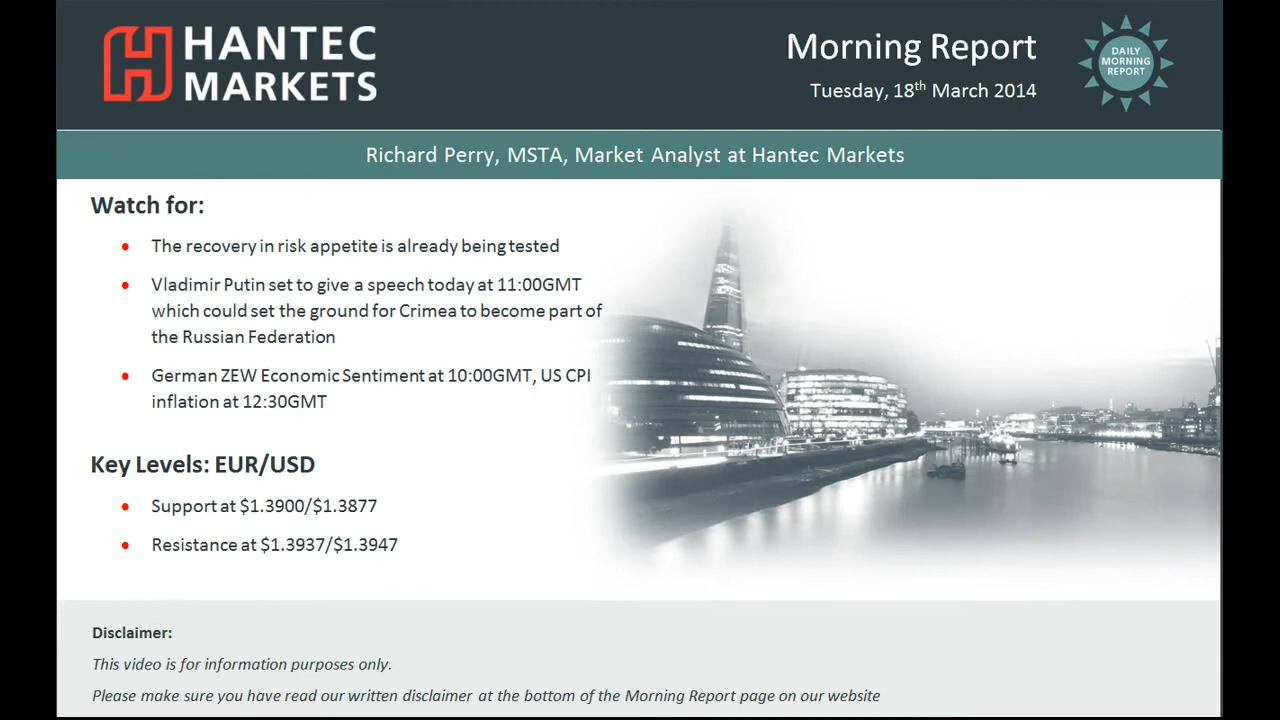 HANTEC
MARKETS
Morning Report
Tuesday, 18th March 2014
DAILY
MORNING
REPORT
Richard Perry, MSTA, Market Analyst at Hantec Markets
Watch for:
• The recovery in risk appetite is already being tested
• Vladimir Putin set to give a speech today at 11:00GMT
which could set the ground for Crimea to become part of
the Russian Federation
• German ZEW Economic Sentiment at 10:00GMT, US CPI
inflation at 12:30GMT
Key Levels: EUR/USD
• Support at $1.3900/$1.3877
• Resistance at $1.3937/$1.3947
Disclaimer:
This video is for information purposes only.
Please make sure you have read our written disclaimer at the bottom of the Morning Report page on our website